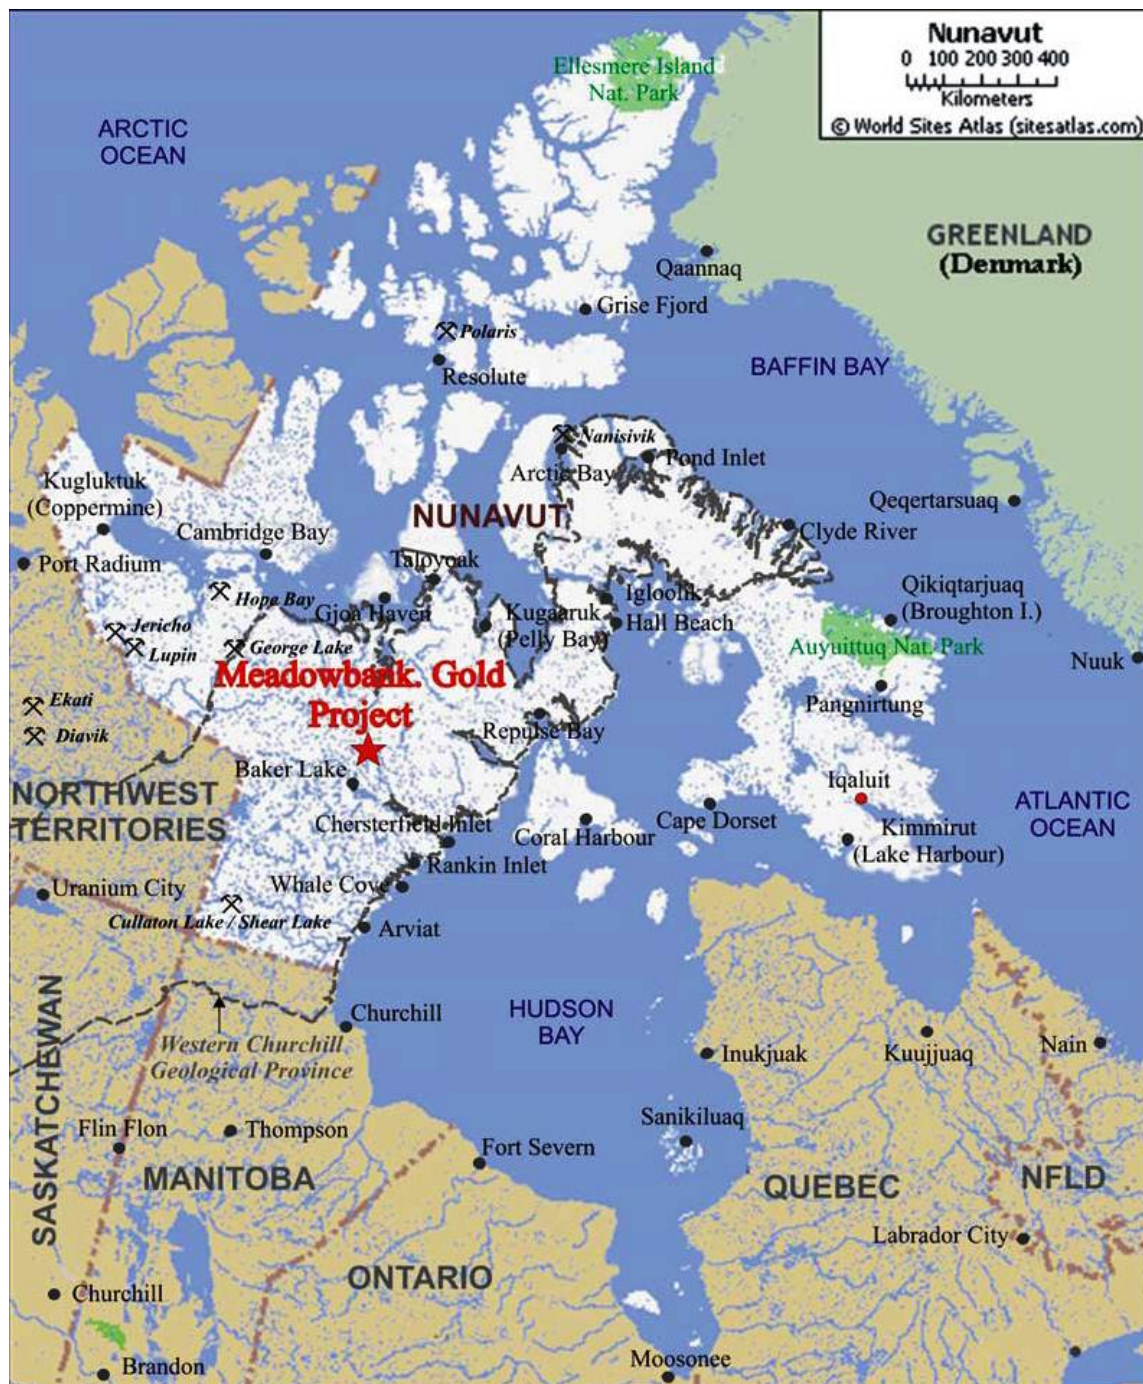 Nunavut
0 100 200 300 400
Kilometers
© World Sites Atlas (sitesatlas.com)
Ellesmere Island
Nat. Park
ARCTIC
OCEAN
GREENLAND
(Denmark)
Qaannaq
Grise Fjord
Polaris
Resolute
BAFFIN BAY
Nanisivik
Arctic Bay
Pond Inlet
Kugluktuk
(Coppermine)
Qeqertarsuaq
NUNAVUT
Cambridge Bay
Clyde River
Port Radium
Taloyoak
Hope Bay
Gjoa Haven
Igloolik
Qikiqtarjuaq
(Broughton I.)
Kugaaruk
(Pelly Bay)
Hall Beach
Jericho
Lupin
George Lake
Auyuittuq Nat. Park
Nuuk
Meadowbank. Gold
Project
Ekati
Diavik
Pangnirtung
Repulse Bay
Baker Lake
Iqaluit
NORTHWEST
TERRITORIES
ATLANTIC
OCEAN
Chersterfield Inlet
Coral Harbour
Cape Dorset
Kimmirut
(Lake Harbour)
Rankin Inlet
Whale Cove
Uranium City
Cullaton Lake / Shear Lake
Arviat
HUDSON
BAY
Churchill
SASKATCHEWAN
Western Churchill
Geological Province
Inukjuak
Kuujjuaq
Nain
Sanikiluaq
Flin Flon
Thompson
Fort Severn
MANITOBA
QUEBEC
NFLD
Labrador City
ONTARIO
Churchill
Brandon
Moosonee